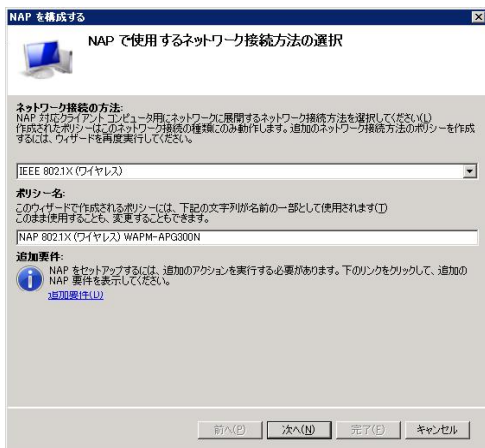 NAP を構成する
NAP で使用するネットワーク接続方法の選択
ネットワーク接続の方法:
NAP 対応クライアント コンピュータ用にネットワークに展開するネットワーク接続方法を選択してください(L)
作成されたポリシーはこのネットワーク接続の種類にのみ動作します。追加のネットワーク接続方法のポリシーを作成
するには、ウィザードを再度実行してください。
IEEE 802.1X (ワイヤレス)
ポリシー名:
このウィザードで作成されるポリシーには、下記の文字列が名前の一部として使用されます(T)
このまま使用することも、変更することもできます。
NAP 802.1X (ワイヤレス) WAPM-APG300N
追加要件:
NAP をセットアップするには、追加のアクションを実行する必要があります。下のリンクをクリックして、追加の
NAP 要件を表示してください。
追加要件(D)
前へ(P) 次へ(N) 完了(F) キャンセル